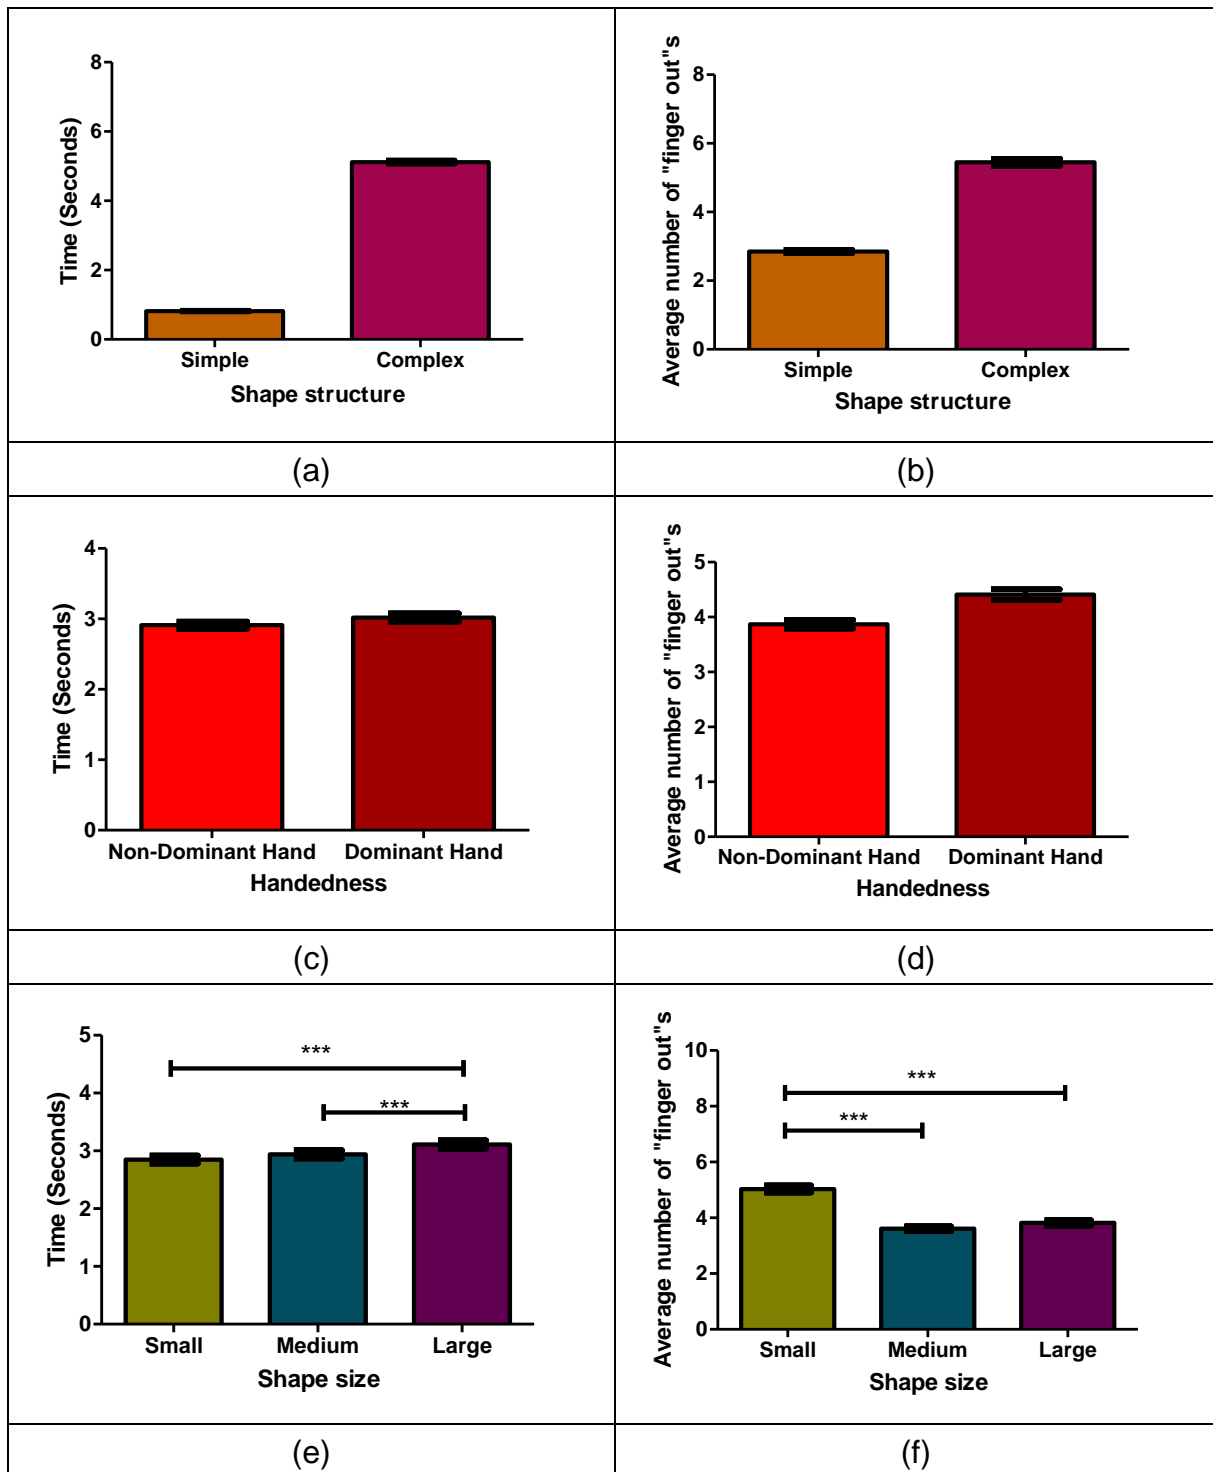 8
6
4
2
0
Time (Seconds)
Simple Complex
Shape structure
8
6
4
2
0
Average number of "finger out"s
Simple Complex
Shape structure
(a) (b)
4
3
2
1
0
Time (Seconds)
Non-Dominant Hand Dominant Hand
Handedness
5
4
3
2
1
0
Average number of "finger out"s
Non-Dominant Hand Dominant Hand
Handedness
(c) (d)
5
4
3
2
1
0
Time (Seconds)
***
***
Small Medium Large
Shape size
10
8
6
4
2
0
Average number of "finger out"s
***
***
Small Medium Large
Shape size
(e) (f)